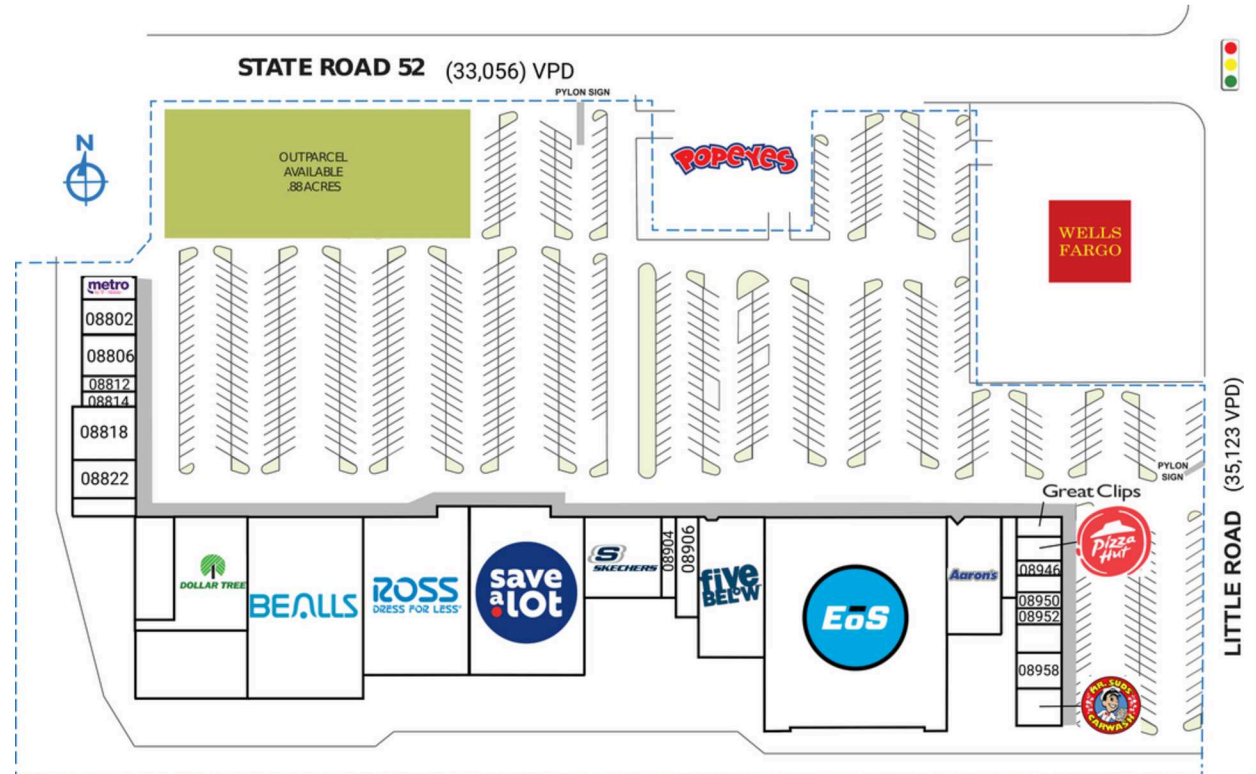 STATE ROAD 52 (33,056) VPD
PYLON SIGN
N
OUTPARCEL
AVAILABLE
.88 ACRES
POPEYES
WELLS
FARGO
metro
08802
08806
08812
08814
08818
08822
PYLON
SIGN
LITTLE ROAD (35,123 VPD)
Great Clips
Pizza
Hut
DOLLAR TREE
BEALLS
ROSS
DRESS FOR LESS
save
a
lot
S
SKECHERS
08904
08906
five
BEL°W
EōS
Aaron's
08946
08950
08952
08958
MR. SUDS
CARWASH